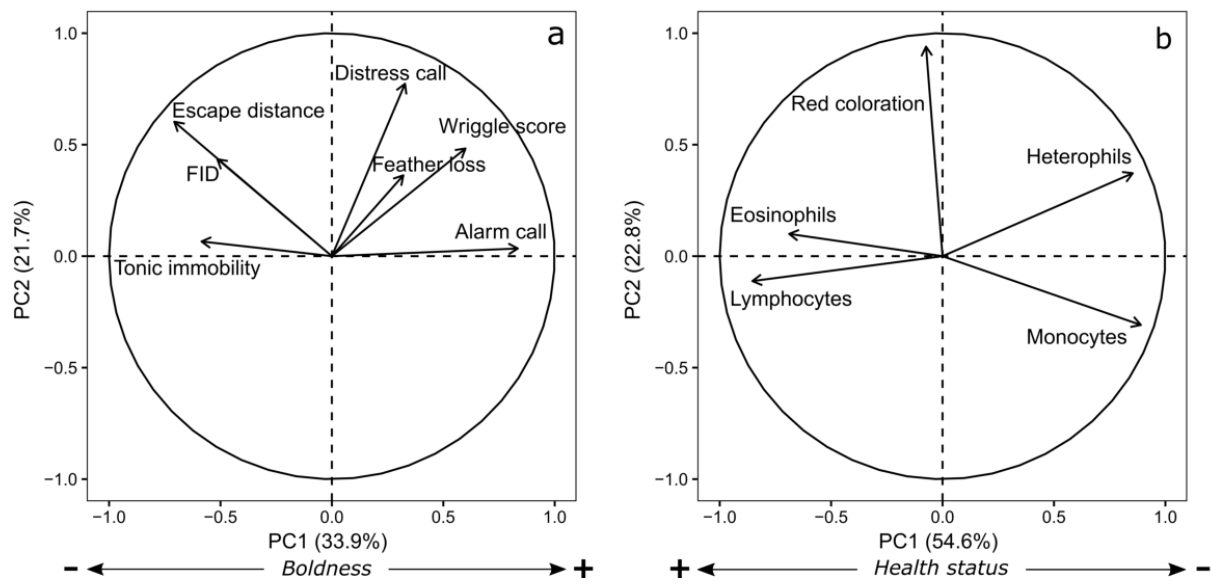 a
1.0
0.5
0.0
−0.5
−1.0
PC2 (21.7%)
Distress call
Escape distance
Wriggle score
FID
Feather loss
Alarm call
Tonic immobility
−1.0 −0.5 0.0 0.5 1.0
PC1 (33.9%)
− Boldness +
b
1.0
0.5
0.0
−0.5
−1.0
PC2 (22.8%)
Red coloration
Heterophils
Eosinophils
Lymphocytes
Monocytes
−1.0 −0.5 0.0 0.5 1.0
PC1 (54.6%)
+ Health status −